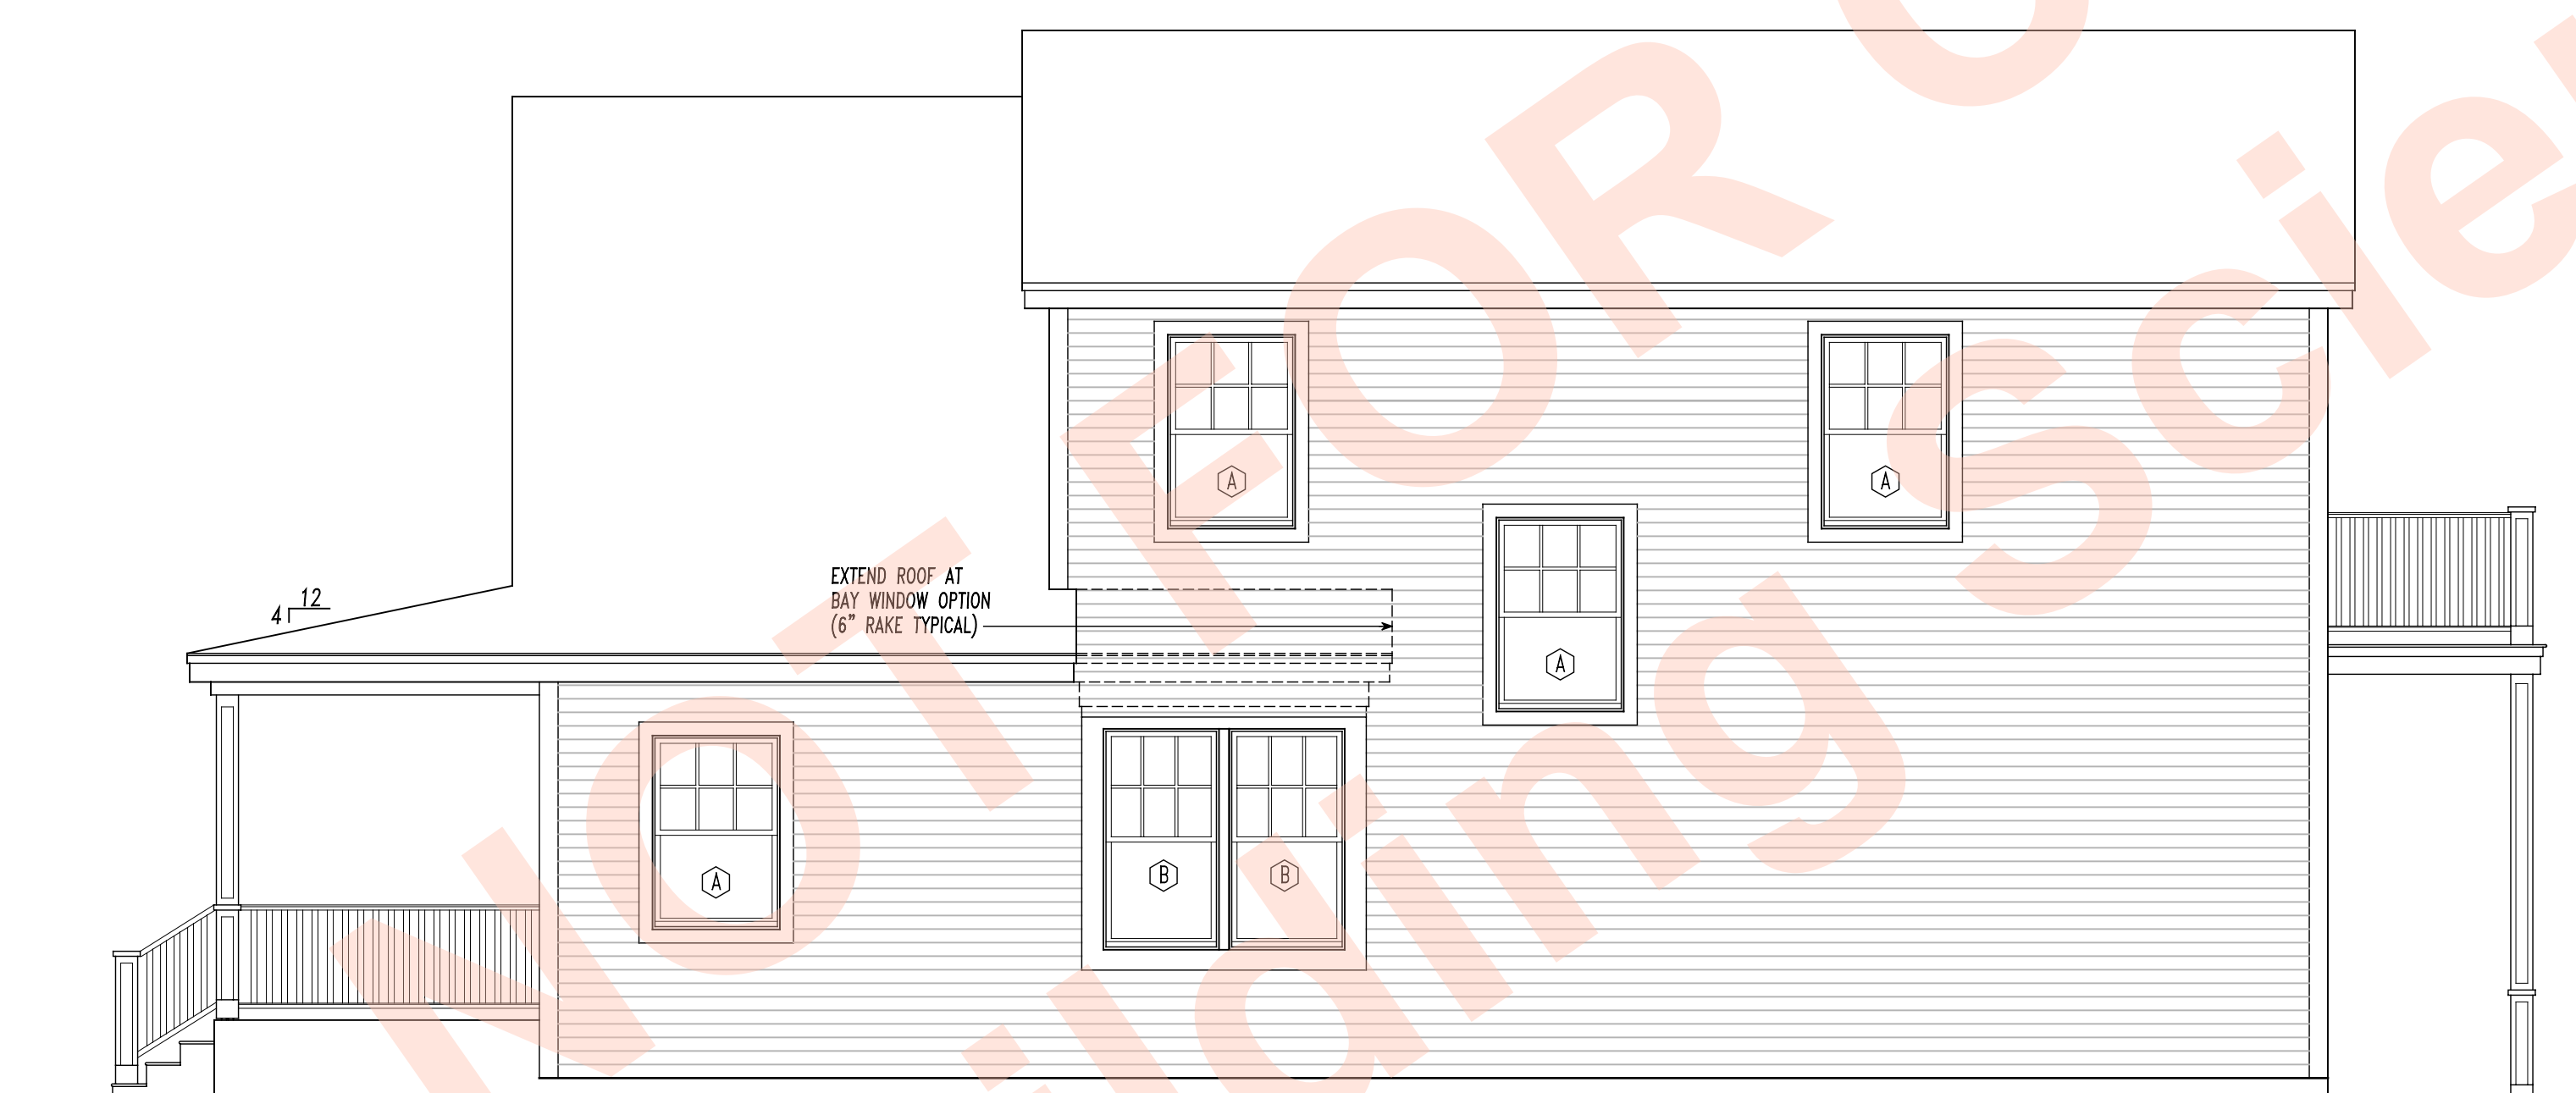 NOT FOR
Building Scie
A
A
A
12
4
EXTEND ROOF AT
BAY WINDOW OPTION
(6” RAKE TYPICAL)
A
B B